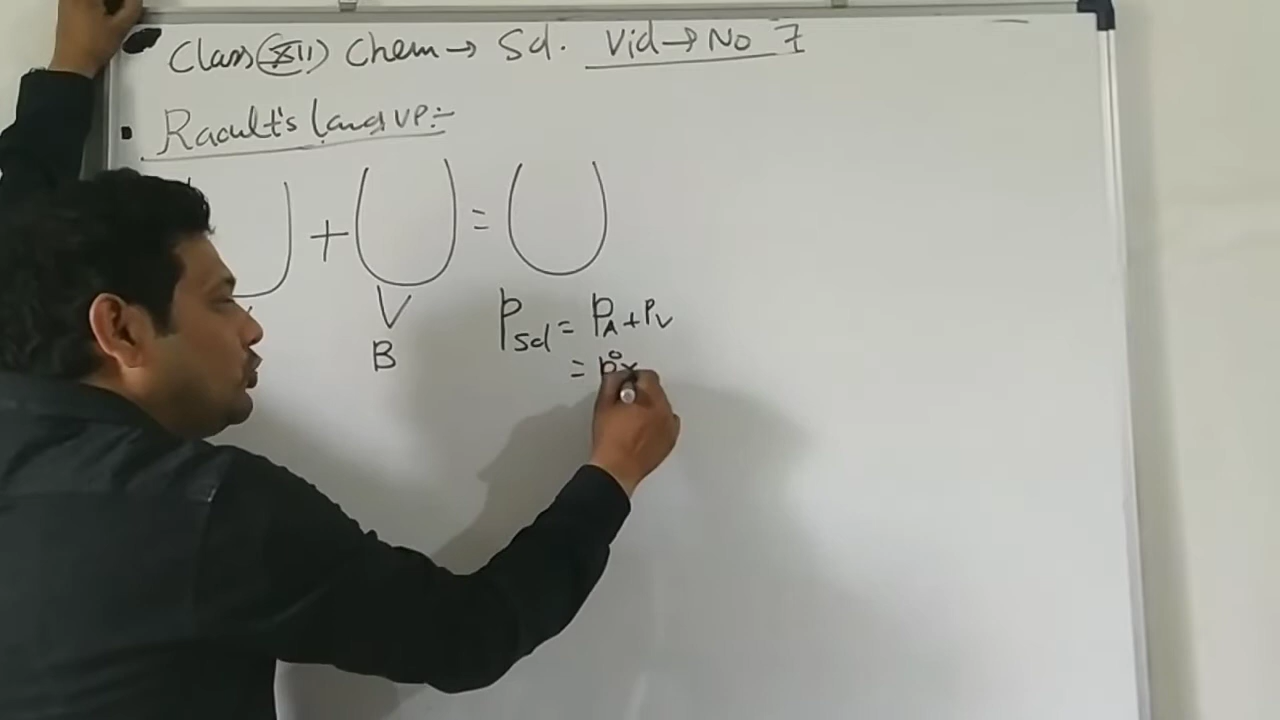 Class (XII) Chem → Sol. Vid → No 7
Raoult's law VP:-
+ =
V
B
Psol = PA + PV
= p°x